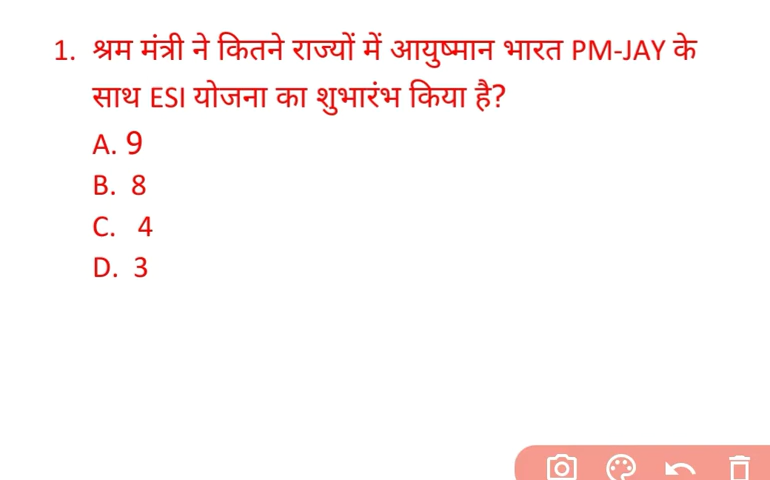 1. श्रम मंत्री ने कितने राज्यों में आयुष्मान भारत PM-JAY के
साथ ESI योजना का शुभारंभ किया है?
A. 9
B. 8
C. 4
D. 3